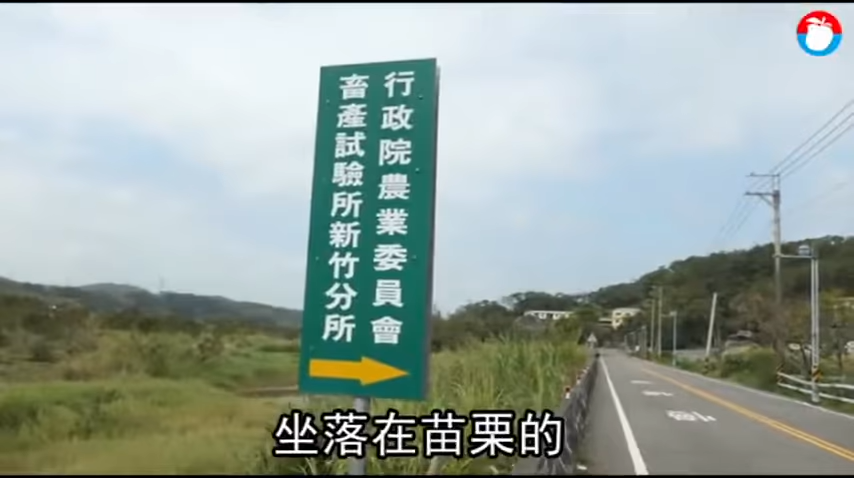 行政院農業委員會
畜產試驗所新竹分所
坐落在苗栗的